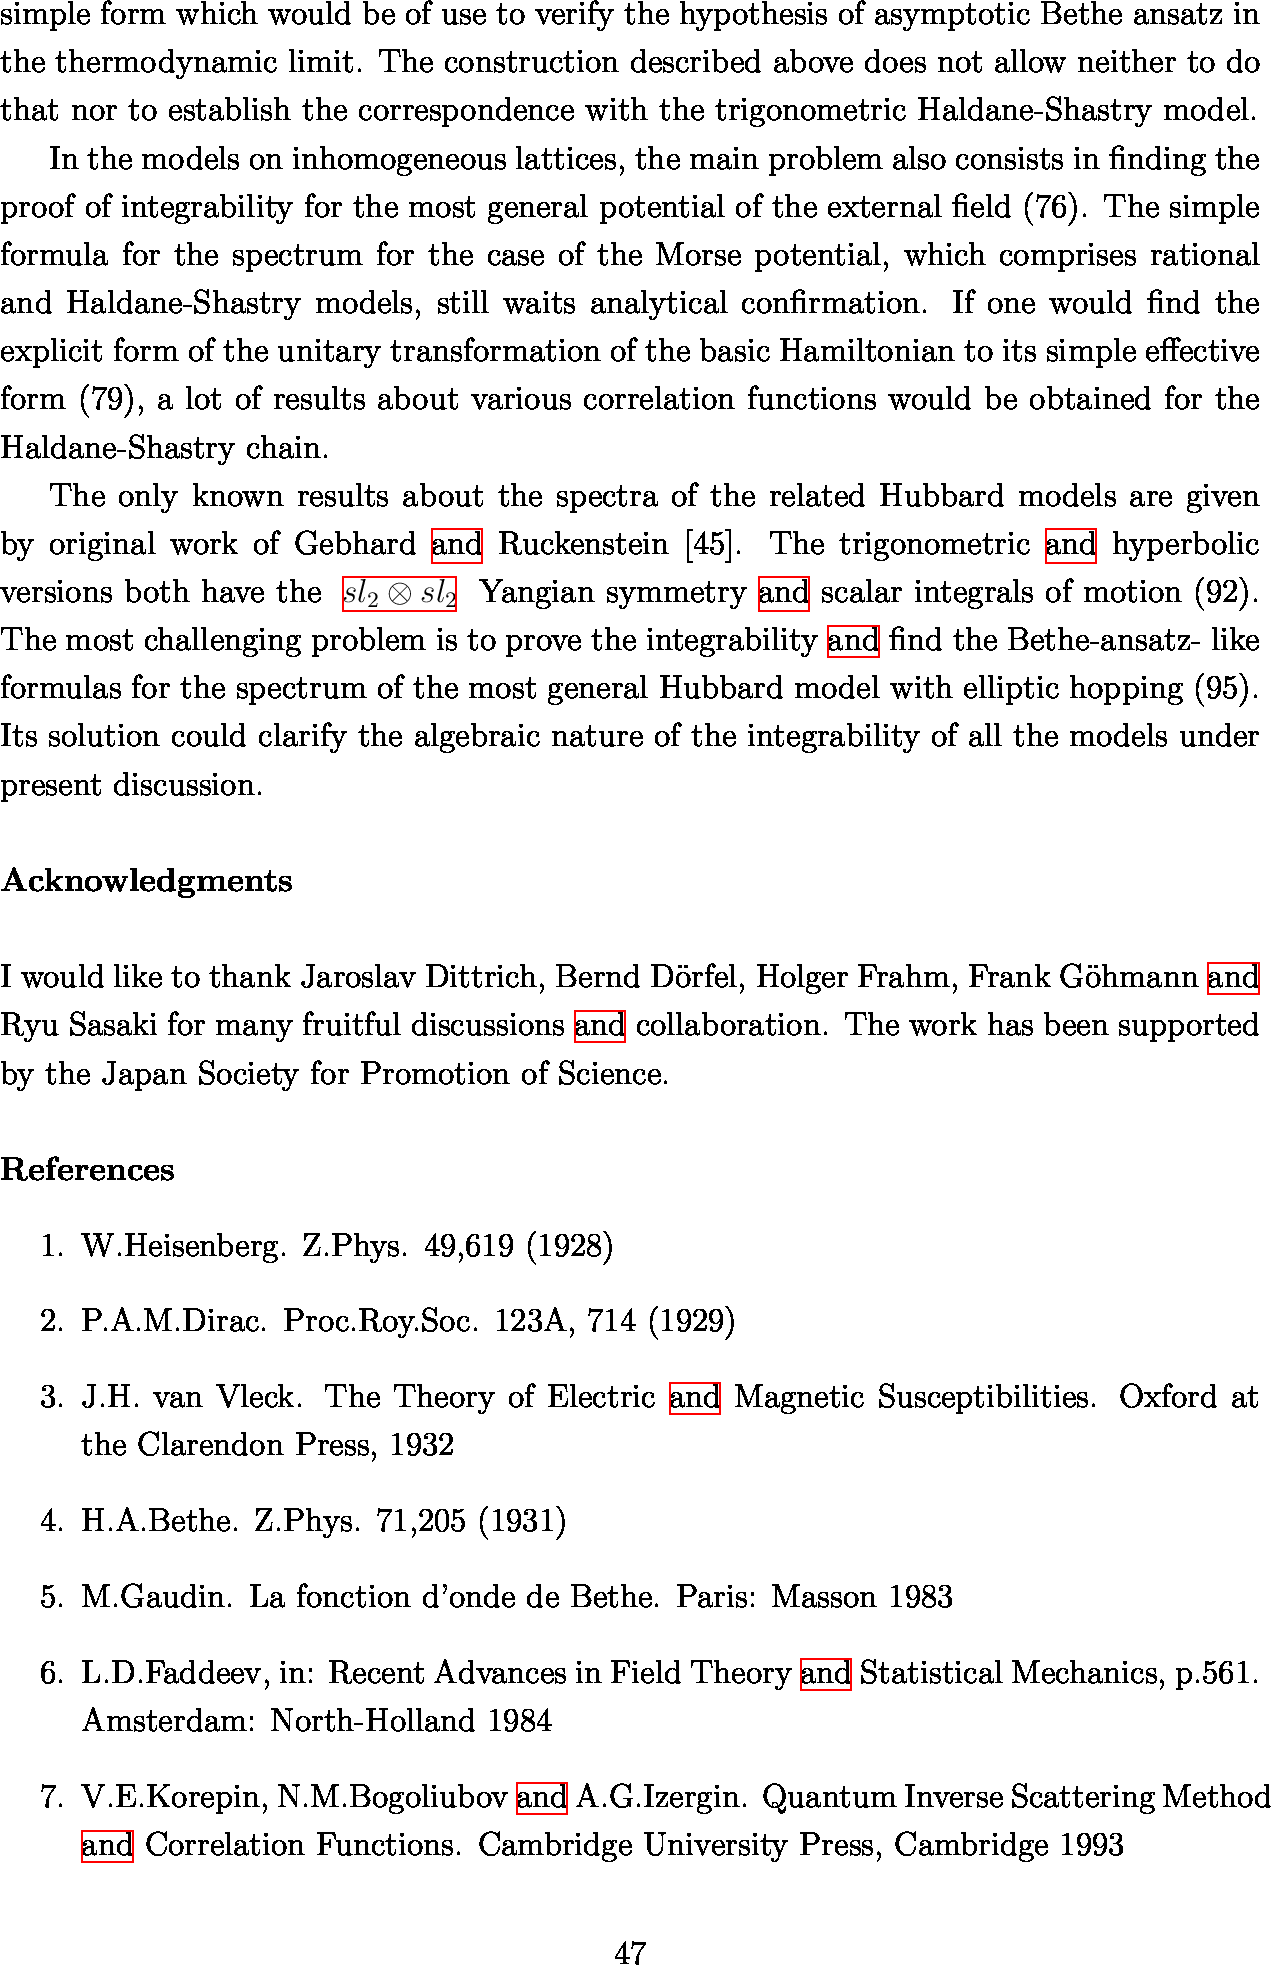 simple form which would be of use to verify the hypothesis of asymptotic Bethe ansatz in
the thermodynamic limit. The construction described above does not allow neither to do
that nor to establish the correspondence with the trigonometric Haldane-Shastry model.
In the models on inhomogeneous lattices, the main problem also consists in finding the
proof of integrability for the most general potential of the external field (76). The simple
formula for the spectrum for the case of the Morse potential, which comprises rational
and Haldane-Shastry models, still waits analytical confirmation. If one would find the
explicit form of the unitary transformation of the basic Hamiltonian to its simple effective
form (79), a lot of results about various correlation functions would be obtained for the
Haldane-Shastry chain.
The only known results about the spectra of the related Hubbard models are given
by original work of Gebhard and Ruckenstein [45]. The trigonometric and hyperbolic
versions both have the sl₂ ⊗ sl₂ Yangian symmetry and scalar integrals of motion (92).
The most challenging problem is to prove the integrability and find the Bethe-ansatz- like
formulas for the spectrum of the most general Hubbard model with elliptic hopping (95).
Its solution could clarify the algebraic nature of the integrability of all the models under
present discussion.
Acknowledgments
I would like to thank Jaroslav Dittrich, Bernd Dörfel, Holger Frahm, Frank Göhmann and
Ryu Sasaki for many fruitful discussions and collaboration. The work has been supported
by the Japan Society for Promotion of Science.
References
1. W.Heisenberg. Z.Phys. 49,619 (1928)
2. P.A.M.Dirac. Proc.Roy.Soc. 123A, 714 (1929)
3. J.H. van Vleck. The Theory of Electric and Magnetic Susceptibilities. Oxford at
the Clarendon Press, 1932
4. H.A.Bethe. Z.Phys. 71,205 (1931)
5. M.Gaudin. La fonction d'onde de Bethe. Paris: Masson 1983
6. L.D.Faddeev, in: Recent Advances in Field Theory and Statistical Mechanics, p.561.
Amsterdam: North-Holland 1984
7. V.E.Korepin, N.M.Bogoliubov and A.G.Izergin. Quantum Inverse Scattering Method
and Correlation Functions. Cambridge University Press, Cambridge 1993
47